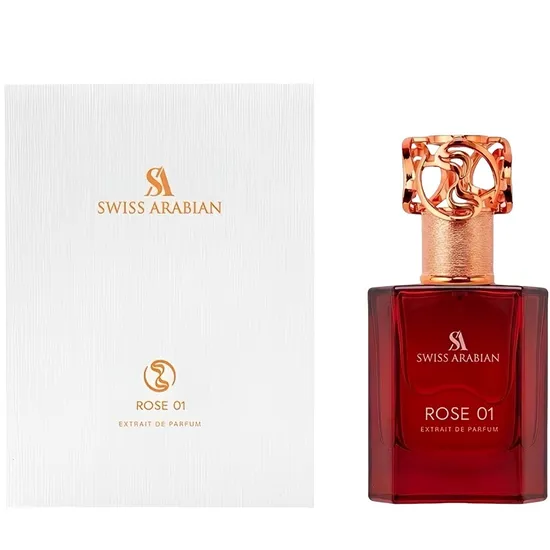 SA
SWISS ARABIAN
ROSE 01
EXTRAIT DE PARFUM
SA
SWISS ARABIAN
ROSE 01
EXTRAIT DE PARFUM